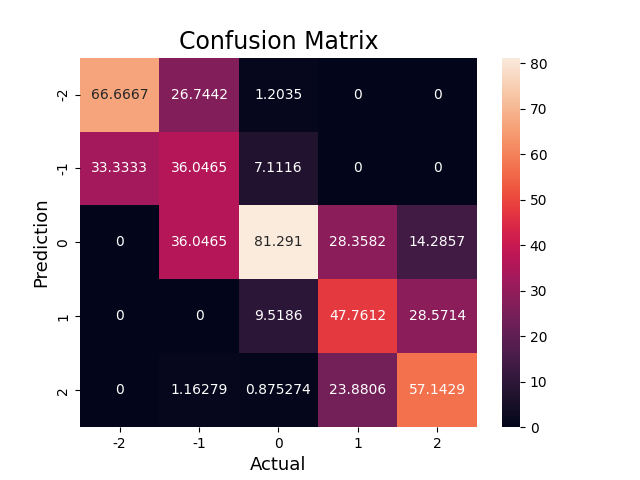 Confusion Matrix
-2 66.6667 26.7442 1.2035 0 0
-1 33.3333 36.0465 7.1116 0 0
0 0 36.0465 81.291 28.3582 14.2857
1 0 0 9.5186 47.7612 28.5714
2 0 1.16279 0.875274 23.8806 57.1429
-2 -1 0 1 2
Prediction
Actual
80
70
60
50
40
30
20
10
0